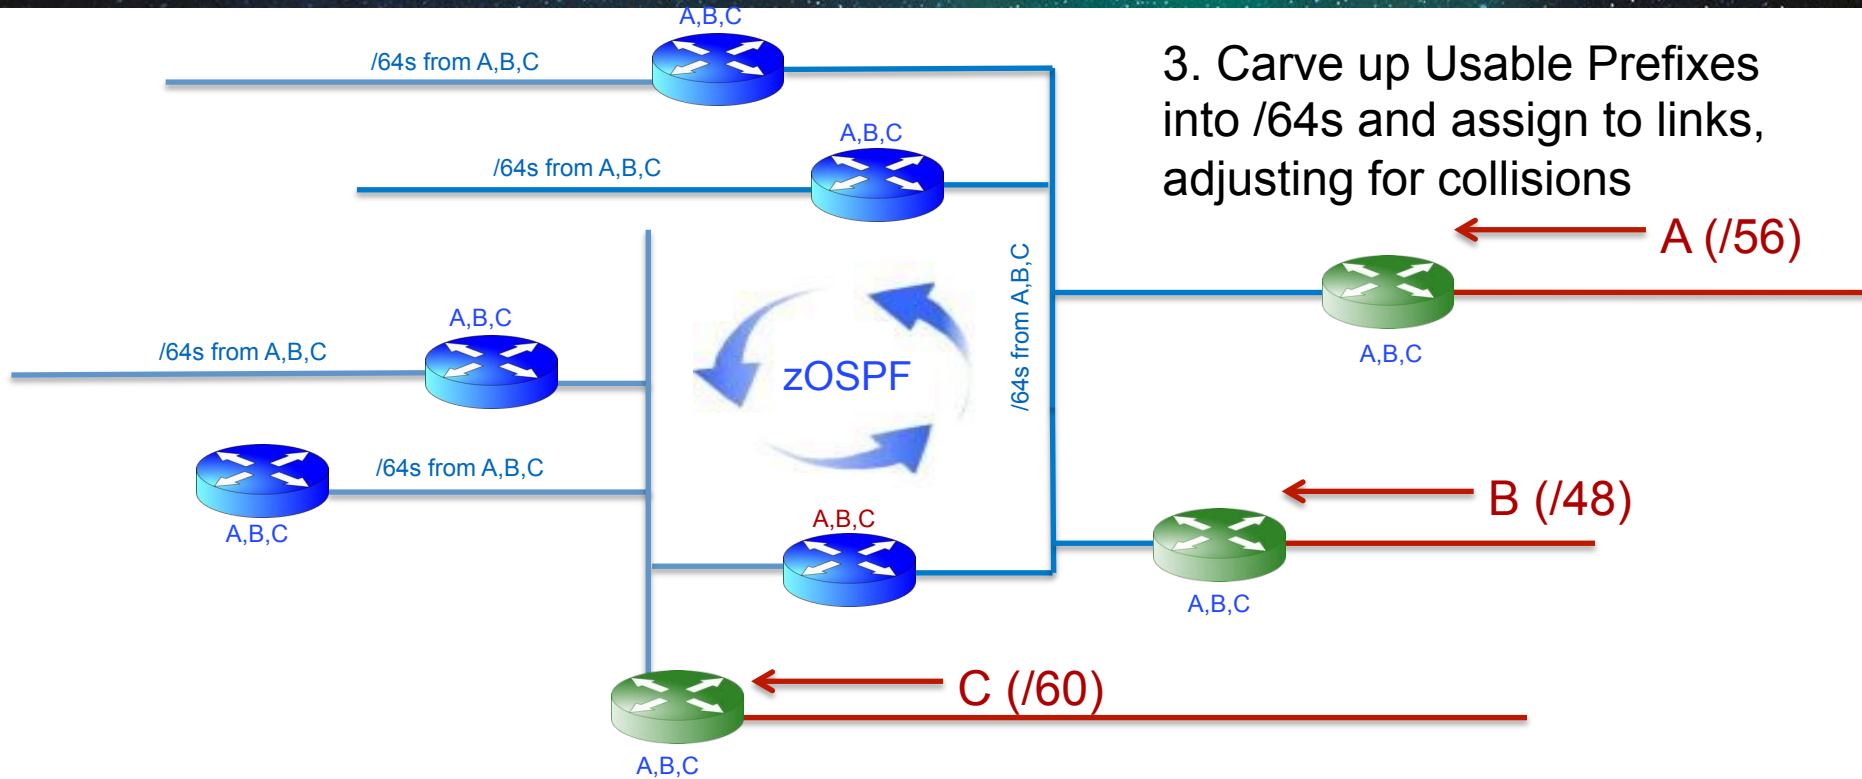 A,B,C
/64s from A,B,C
3. Carve up Usable Prefixes
into /64s and assign to links,
adjusting for collisions
A,B,C
/64s from A,B,C
A (/56)
/64s from A,B,C
A,B,C
A,B,C
/64s from A,B,C
zOSPF
/64s from A,B,C
A,B,C
B (/48)
A,B,C
A,B,C
C (/60)
A,B,C